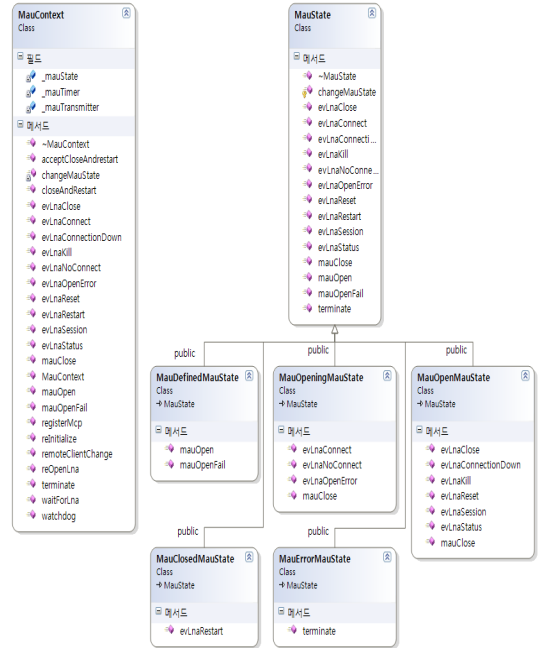 MauContext
Class
필드
_mauState
_mauTimer
_mauTransmitter
메서드
~MauContext
acceptCloseAndrestart
changeMauState
closeAndRestart
evLnaClose
evLnaConnect
evLnaConnectionDown
evLnaKill
evLnaNoConnect
evLnaOpenError
evLnaReset
evLnaRestart
evLnaSession
evLnaStatus
mauClose
MauContext
mauOpen
mauOpenFail
registerMcp
reInitialize
remoteClientChange
reOpenLna
terminate
waitForLna
watchdog
MauState
Class
메서드
~MauState
changeMauState
evLnaClose
evLnaConnect
evLnaConnecti...
evLnaKill
evLnaNoConne...
evLnaOpenError
evLnaReset
evLnaRestart
evLnaSession
evLnaStatus
mauClose
mauOpen
mauOpenFail
terminate
public
public
public
MauDefinedMauState
Class
MauState
메서드
mauOpen
mauOpenFail
MauOpeningMauState
Class
MauState
메서드
evLnaConnect
evLnaNoConnect
evLnaOpenError
mauClose
MauOpenMauState
Class
MauState
메서드
evLnaClose
evLnaConnectionDown
evLnaKill
evLnaReset
evLnaSession
evLnaStatus
mauClose
public
public
MauClosedMauState
Class
MauState
메서드
evLnaRestart
MauErrorMauState
Class
MauState
메서드
terminate